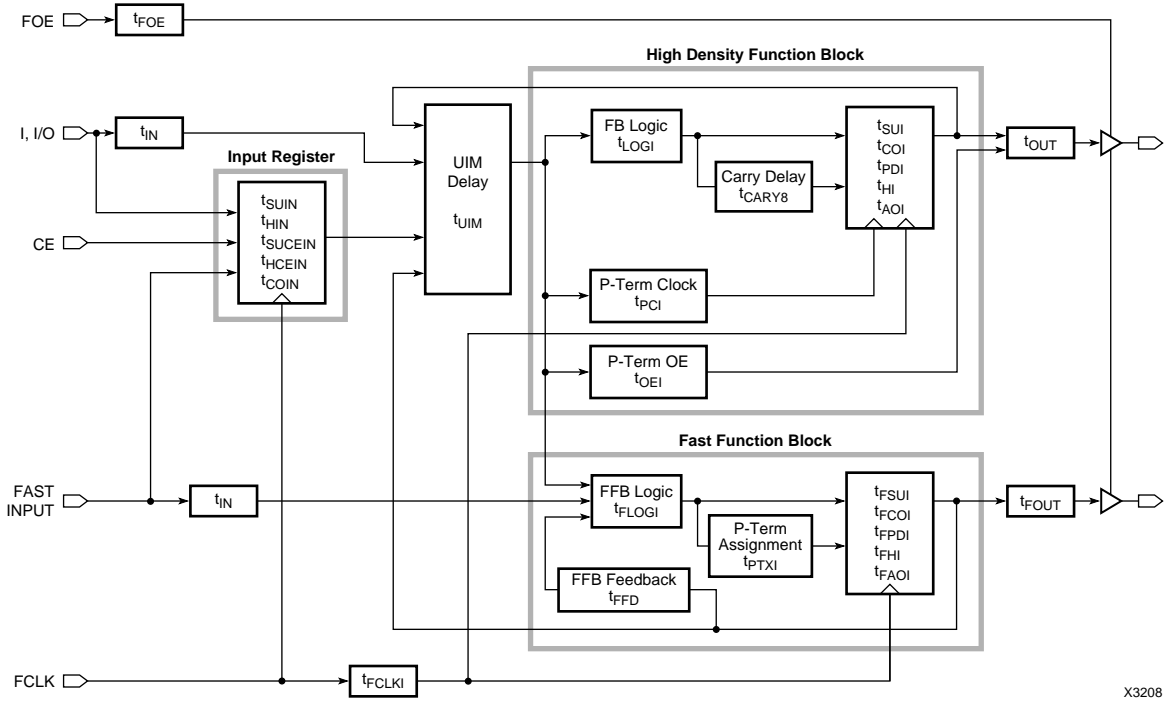 FOE
tFOE
High Density Function Block
I, I/O
tIN
Input Register
tSUIN
tHIN
tSUCEIN
tHCEIN
tCOIN
CE
UIM
Delay
tUIM
FB Logic
tLOGI
Carry Delay
tCARY8
tSUI
tCOI
tPDI
tHI
tAOI
tOUT
P-Term Clock
tPCI
P-Term OE
tOEI
Fast Function Block
FAST
INPUT
tIN
FFB Logic
tFLOGI
P-Term
Assignment
tPTXI
tFSUI
tFCOI
tFPDI
tFHI
tFAOI
tFOUT
FFB Feedback
tFFD
FCLK
tFCLKI
X3208